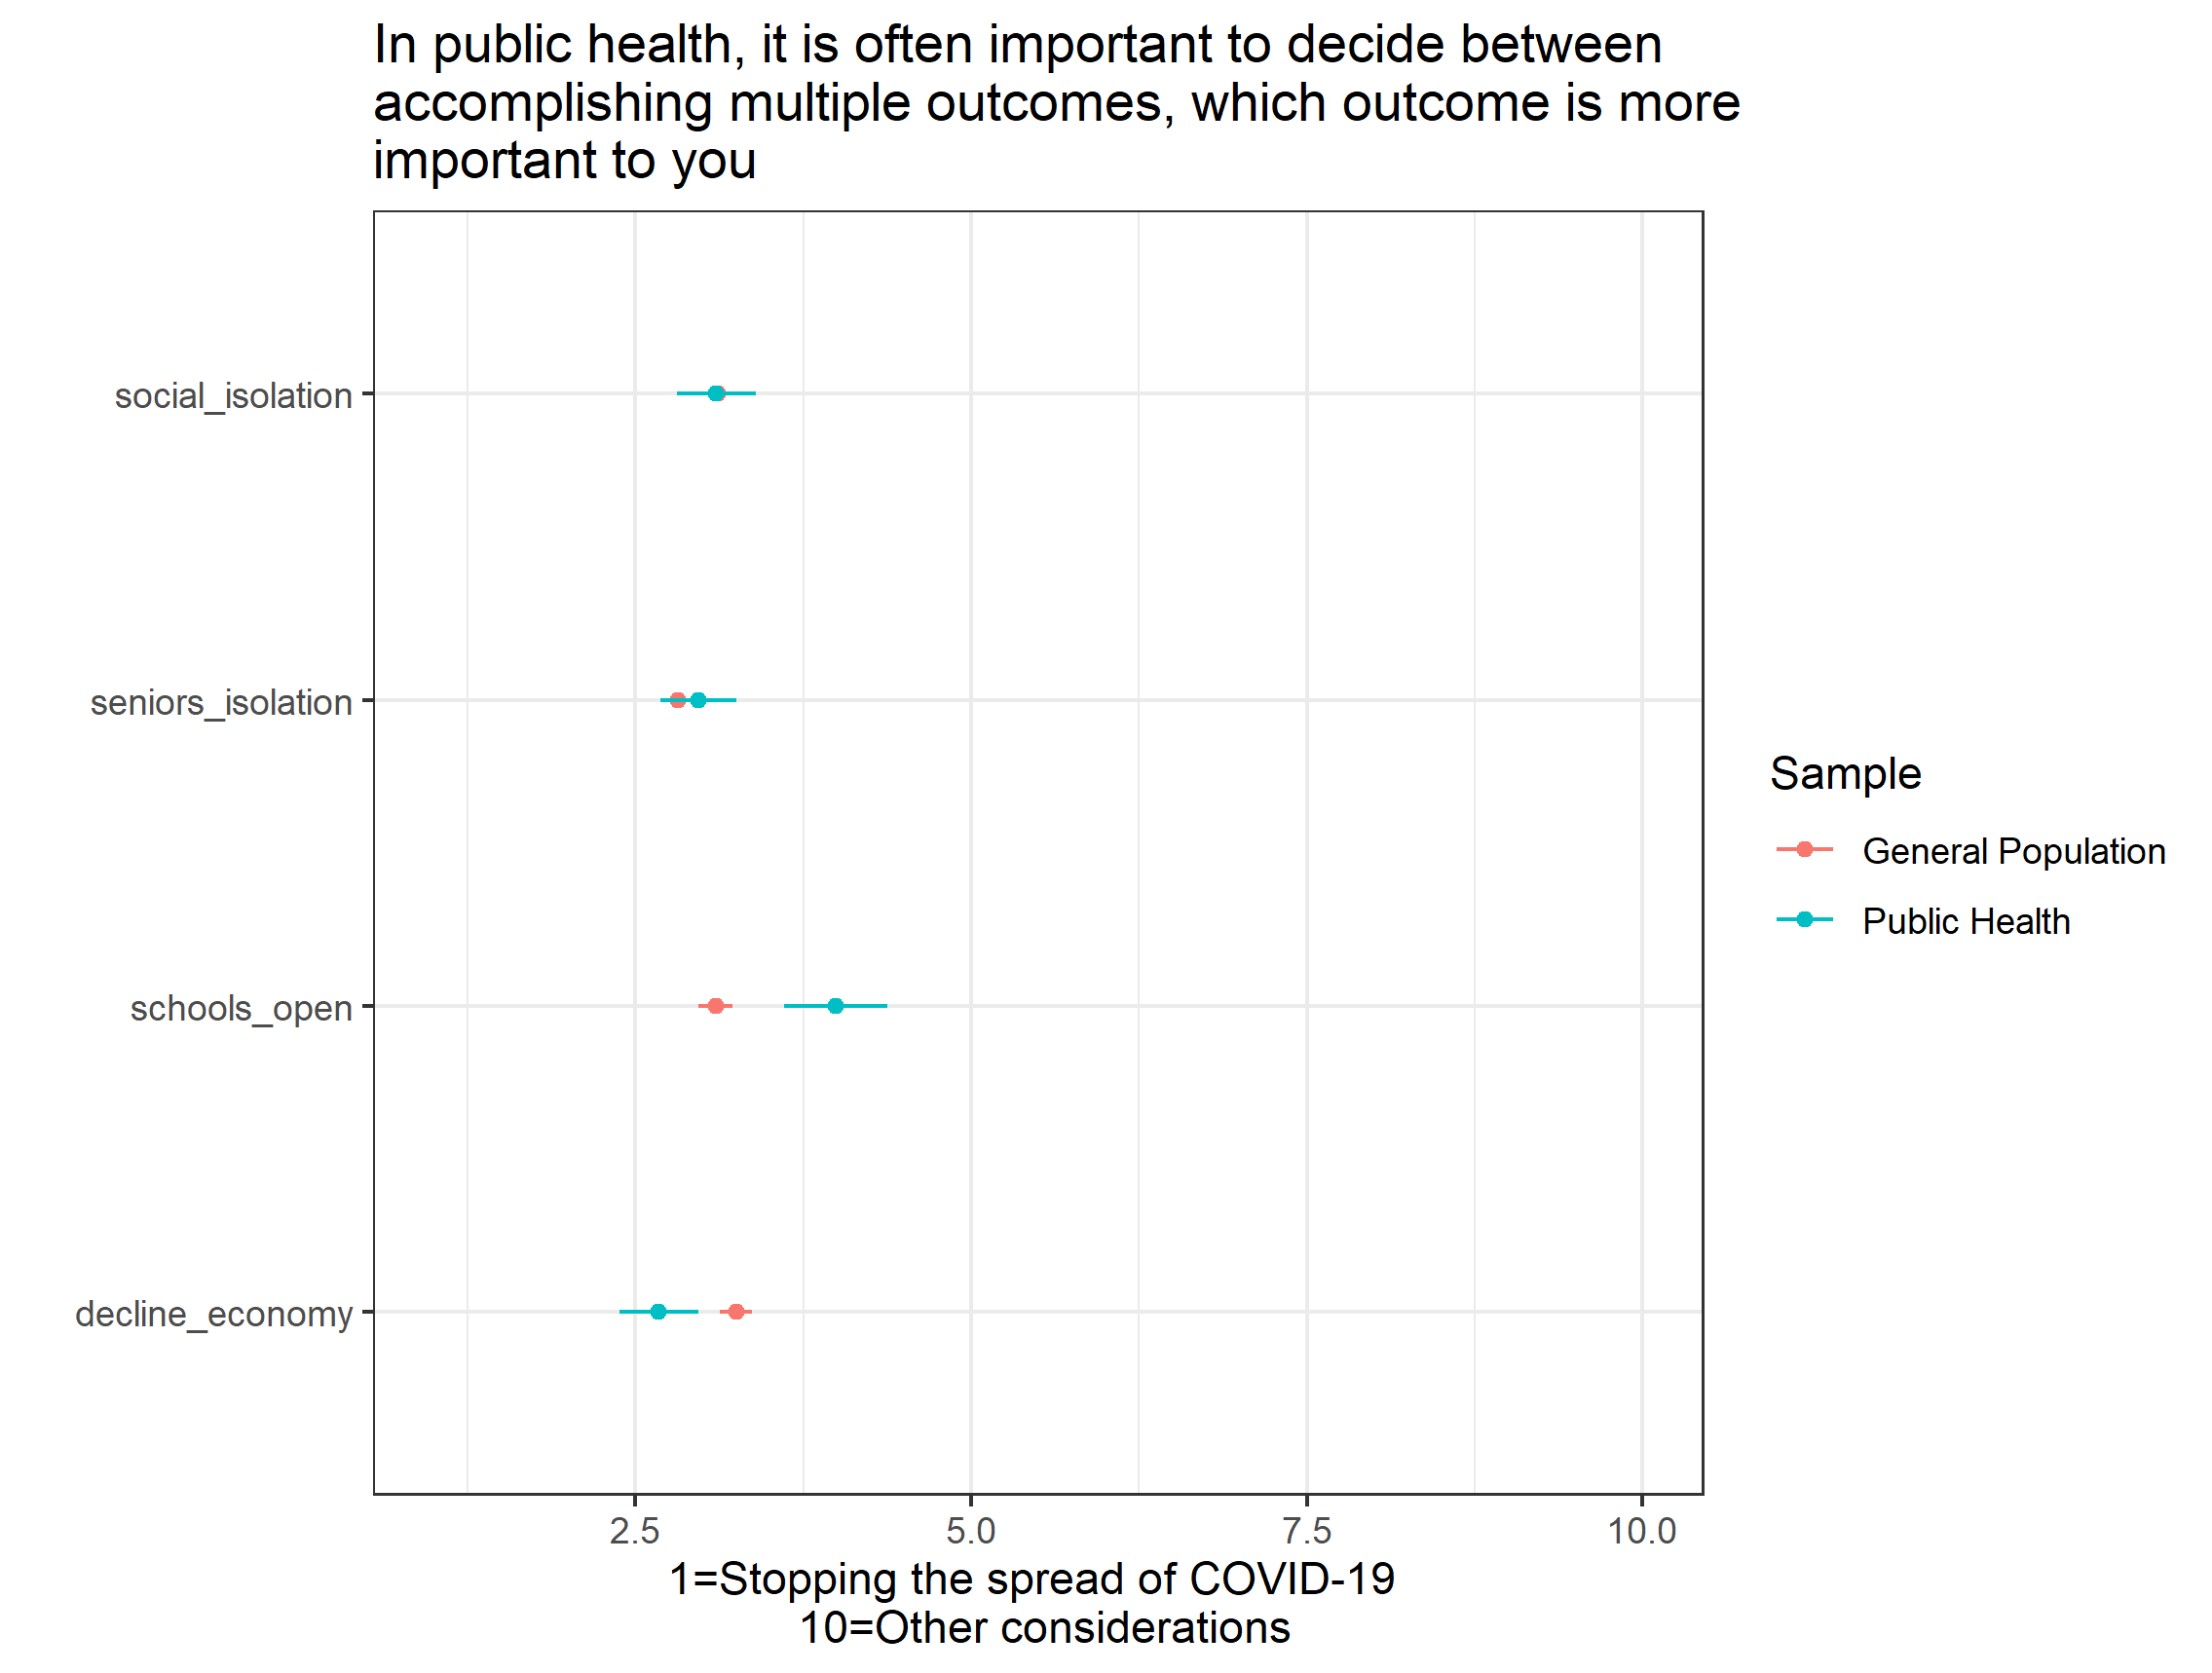 In public health, it is often important to decide between
accomplishing multiple outcomes, which outcome is more
important to you
social_isolation
seniors_isolation
schools_open
decline_economy
2.5
5.0
7.5
10.0
1=Stopping the spread of COVID-19
10=Other considerations
Sample
General Population
Public Health